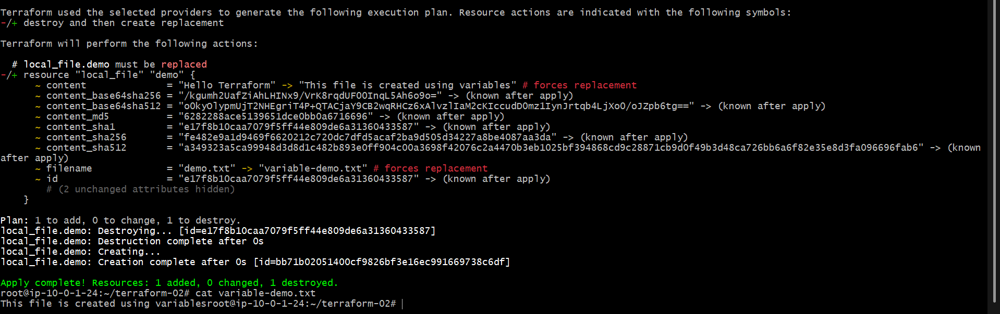 Terraform used the selected providers to generate the following execution plan. Resource actions are indicated with the following symbols:
-/+ destroy and then create replacement
Terraform will perform the following actions:
# local_file.demo must be replaced
-/+ resource "local_file" "demo" {
~ content = "Hello Terraform" -> "This file is created using variables" # forces replacement
~ content_base64sha256 = "/kgumh2UafZiAhLHINx9/VrK8rqdUFO0InqL5Ah6o9o=" -> (known after apply)
~ content_base64sha512 = "o0kyOlypmUjT2NHEgriT4P+QTACjaY9CB2wqRHCz6xAlvzlIaM2cKIccudD0mz1IynJrtqb4LjXo0/oJZpb6tg==" -> (known after apply)
~ content_md5 = "6282288ace5139651dce0bb0a6716696" -> (known after apply)
~ content_sha1 = "e17f8b10caa7079f5ff44e809de6a31360433587" -> (known after apply)
~ content_sha256 = "fe482e9a1d9469f6620212c720dc7dfd5acaf2ba9d505d34227a8be4087aa3da" -> (known after apply)
~ content_sha512 = "a349323a5ca99948d3d8d1c482b893e0ff904c00a3698f42076c2a4470b3eb1025bf394868cd9c28871cb9d0f49b3d48ca726bb6a6f82e35e8d3fa096696fab6" -> (known
after apply)
~ filename = "demo.txt" -> "variable-demo.txt" # forces replacement
~ id = "e17f8b10caa7079f5ff44e809de6a31360433587" -> (known after apply)
# (2 unchanged attributes hidden)
}
Plan: 1 to add, 0 to change, 1 to destroy.
local_file.demo: Destroying... [id=e17f8b10caa7079f5ff44e809de6a31360433587]
local_file.demo: Destruction complete after 0s
local_file.demo: Creating...
local_file.demo: Creation complete after 0s [id=bb71b02051400cf9826bf3e16ec991669738c6df]
Apply complete! Resources: 1 added, 0 changed, 1 destroyed.
root@ip-10-0-1-24:~/terraform-02# cat variable-demo.txt
This file is created using variablesroot@ip-10-0-1-24:~/terraform-02#